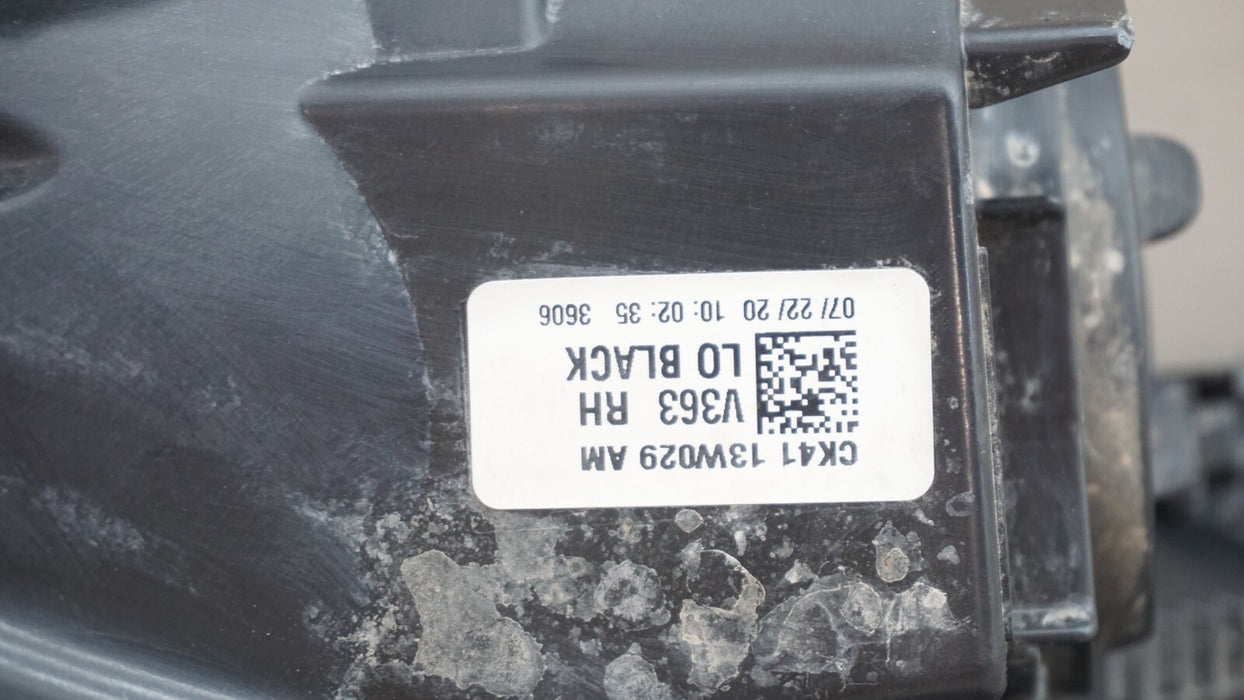 CK41 13W029 AM
V363 RH
LO BLACK
07/22/20 10:02:35 3606